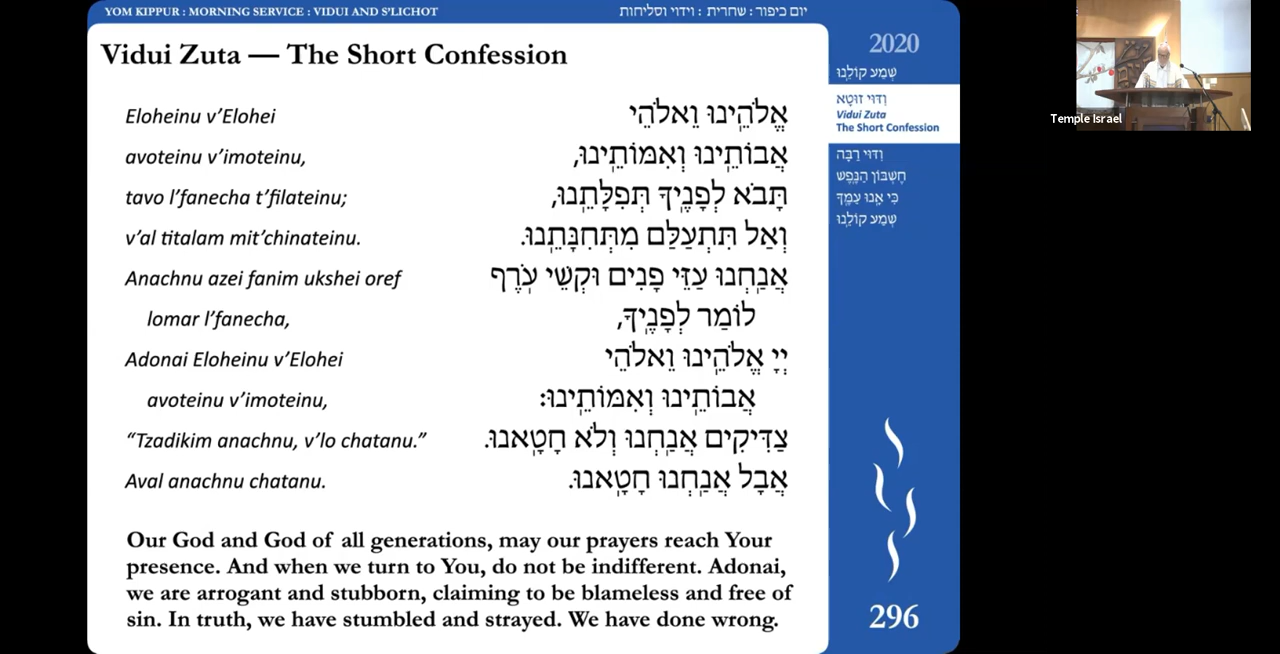 YOM KIPPUR : MORNING SERVICE : VIDUI AND S'LICHOT
יום כיפור : שחרית : וידוי וסליחות
Vidui Zuta — The Short Confession
Eloheinu v'Elohei
אֱלֹהֵֽינוּ וֵאלֹהֵי
avoteinu v'imoteinu,
אֲבוֹתֵֽינוּ וְאִמּוֹתֵֽינוּ,
tavo l'fanecha t'filateinu;
תָּבֹא לְפָנֶֽיךָ תְּפִלָּתֵֽנוּ,
v'al titalam mit'chinateinu.
וְאַל תִּתְעַלַּם מִתְּחִנָּתֵֽנוּ.
Anachnu azei fanim ukshei oref
אֲנַֽחְנוּ עַזֵּי פָנִים וּקְשֵׁי עֹֽרֶף
lomar l'fanecha,
לוֹמַר לְפָנֶֽיךָ,
Adonai Eloheinu v'Elohei
יְיָ אֱלֹהֵֽינוּ וֵאלֹהֵי
avoteinu v'imoteinu,
אֲבוֹתֵֽינוּ וְאִמּוֹתֵֽינוּ:
“Tzadikim anachnu, v'lo chatanu.”
צַדִּיקִים אֲנַֽחְנוּ וְלֹא חָטָֽאנוּ.
Aval anachnu chatanu.
אֲבָל אֲנַֽחְנוּ חָטָֽאנוּ.
Our God and God of all generations, may our prayers reach Your
presence. And when we turn to You, do not be indifferent. Adonai,
we are arrogant and stubborn, claiming to be blameless and free of
sin. In truth, we have stumbled and strayed. We have done wrong.
2020
שְׁמַע קוֹלֵֽנוּ
וִדּוּי זוּטָא
Vidui Zuta
The Short Confession
וִדּוּי רַבָּה
חֶשְׁבּוֹן הַנֶּֽפֶשׁ
כִּי אָֽנוּ עַמֶּֽךָ
שְׁמַע קוֹלֵֽנוּ
296
Temple Israel